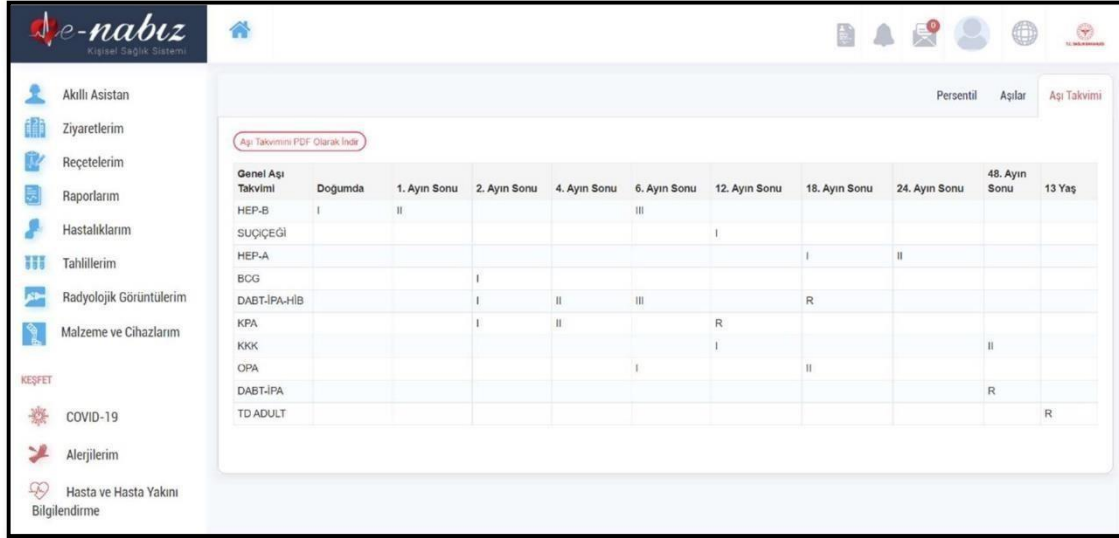 e-nabız
Kişisel Sağlık Sistemi
0
Akıllı Asistan
Ziyaretlerim
Reçetelerim
Raporlarım
Hastalıklarım
Tahlillerim
Radyolojik Görüntülerim
Malzeme ve Cihazlarım
KEŞFET
COVID-19
Alerjilerim
Hasta ve Hasta Yakını
Bilgilendirme
Persentil Aşılar Aşı Takvimi
Aşı Takvimini PDF Olarak İndir
Genel Aşı Takvimi Doğumda 1. Ayın Sonu 2. Ayın Sonu 4. Ayın Sonu 6. Ayın Sonu 12. Ayın Sonu 18. Ayın Sonu 24. Ayın Sonu 48. Ayın Sonu 13 Yaş
HEP-B I II III
SUÇİÇEĞİ I
HEP-A I II
BCG I
DABT-İPA-HİB I II III R
KPA I II R
KKK I II
OPA I II
DABT-İPA R
TD ADULT R